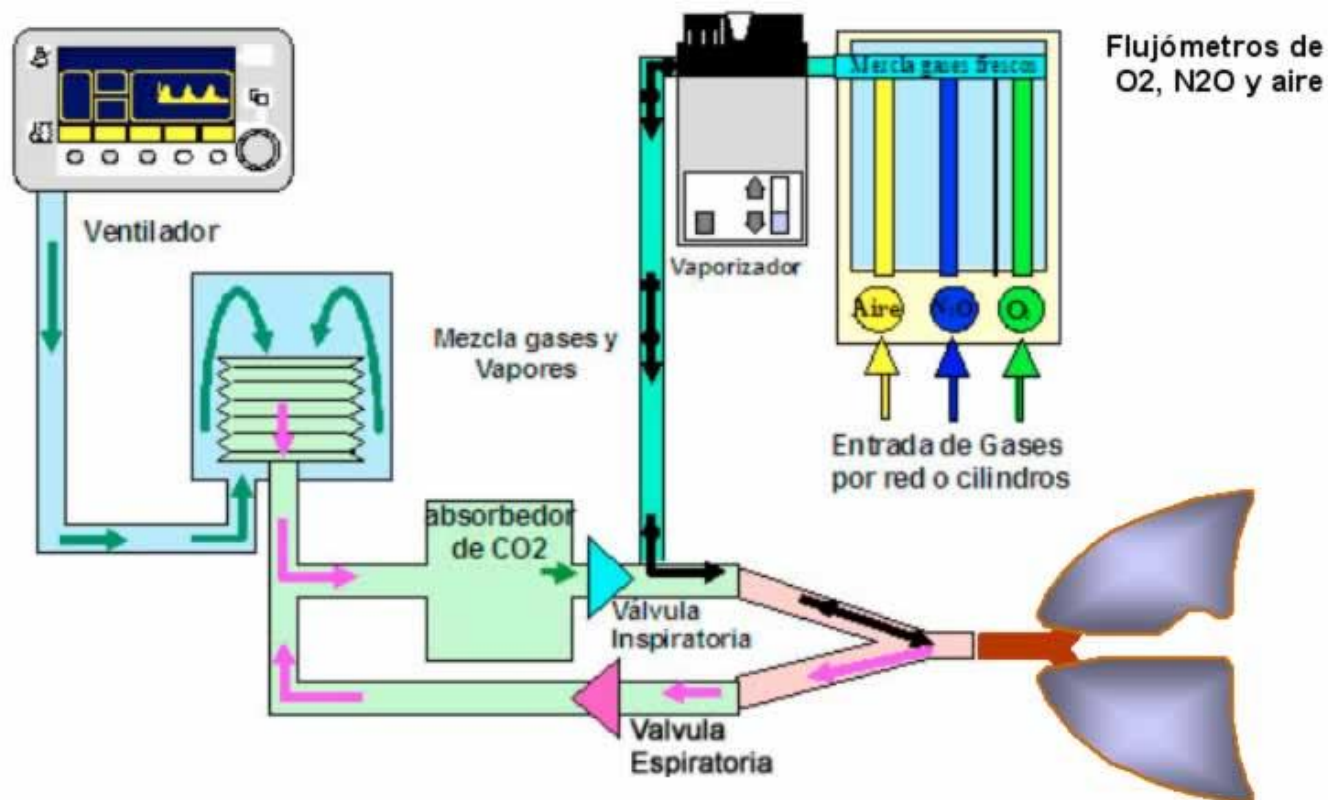 Flujómetros de
O2, N2O y aire
Mezcla gases frescos
Ventilador
Vaporizador
Mezcla gases y
Vapores
Aire
N2O
O2
Entrada de Gases
por red o cilindros
absorbedor
de CO2
Válvula
Inspiratoria
Valvula
Espiratoria